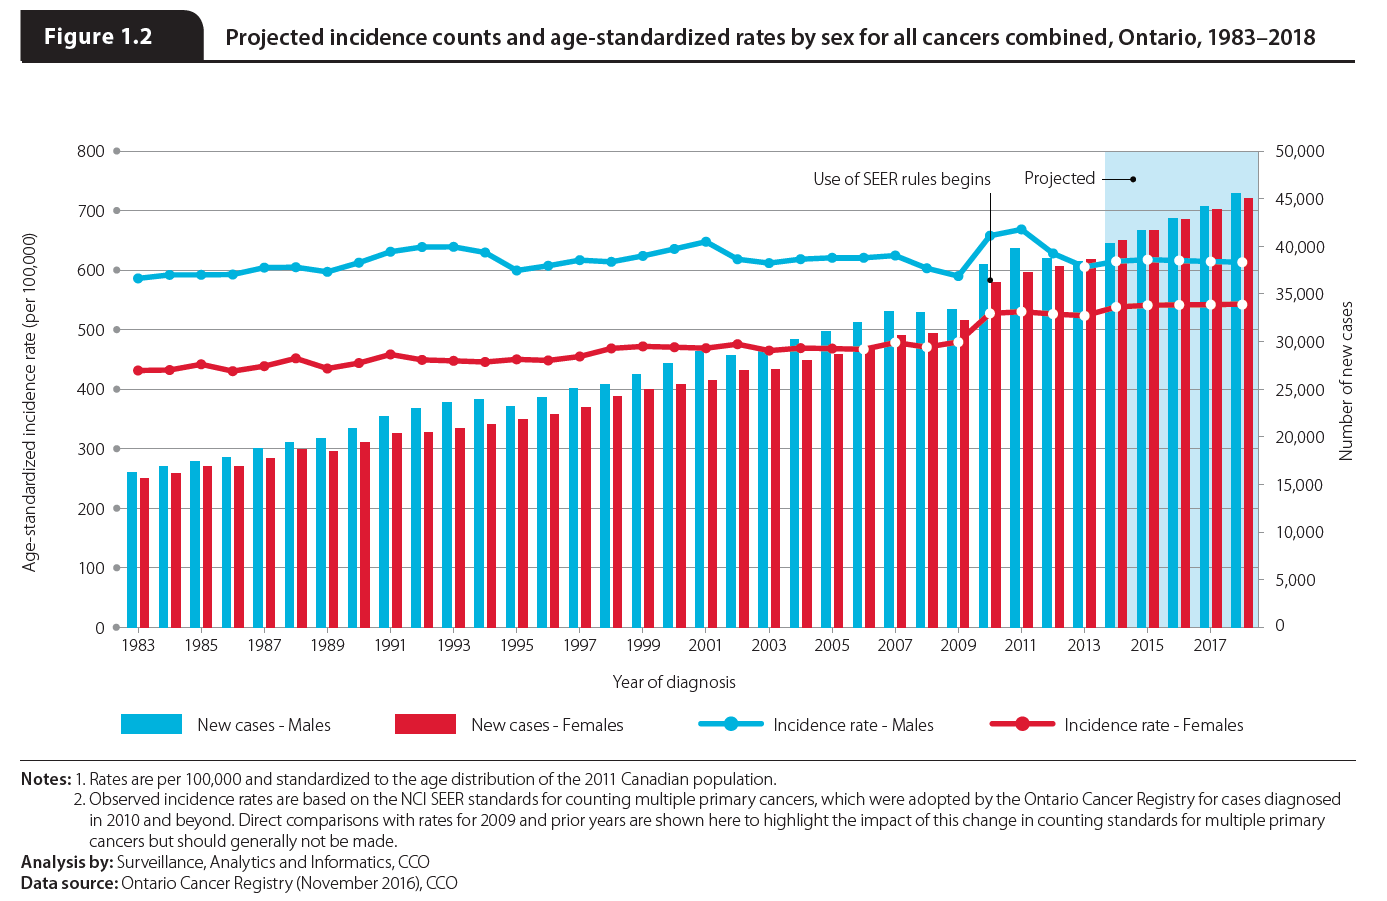 Figure 1.2
Projected incidence counts and age-standardized rates by sex for all cancers combined, Ontario, 1983–2018
Age-standardized incidence rate (per 100,000)
800
700
600
500
400
300
200
100
0
Use of SEER rules begins
Projected
50,000
45,000
40,000
35,000
30,000
25,000
20,000
15,000
10,000
5,000
0
Number of new cases
1983 1985 1987 1989 1991 1993 1995 1997 1999 2001 2003 2005 2007 2009 2011 2013 2015 2017
Year of diagnosis
New cases - Males New cases - Females Incidence rate - Males Incidence rate - Females
Notes: 1. Rates are per 100,000 and standardized to the age distribution of the 2011 Canadian population.
2. Observed incidence rates are based on the NCI SEER standards for counting multiple primary cancers, which were adopted by the Ontario Cancer Registry for cases diagnosed
in 2010 and beyond. Direct comparisons with rates for 2009 and prior years are shown here to highlight the impact of this change in counting standards for multiple primary
cancers but should generally not be made.
Analysis by: Surveillance, Analytics and Informatics, CCO
Data source: Ontario Cancer Registry (November 2016), CCO